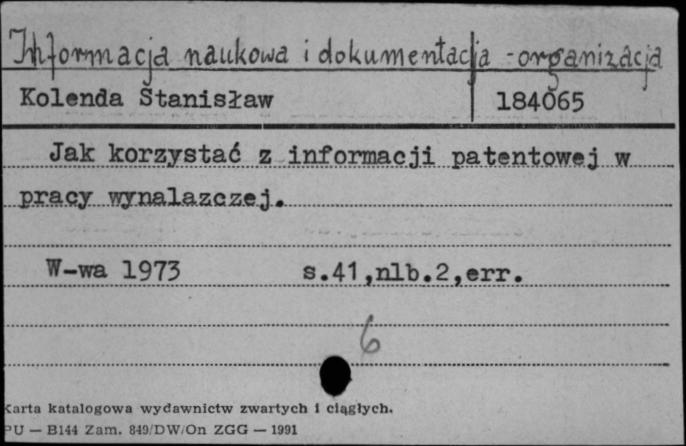 Informacja naukowa i dokumentacja - organizacja
Kolenda Stanisław 184065
Jak korzystać z informacji patentowej w
pracy wynalazczej.
W-wa 1973 s.41,nlb.2,err.
6
Karta katalogowa wydawnictw zwartych i ciągłych.
PU — B144 Zam. 849/DW/On ZGG — 1991